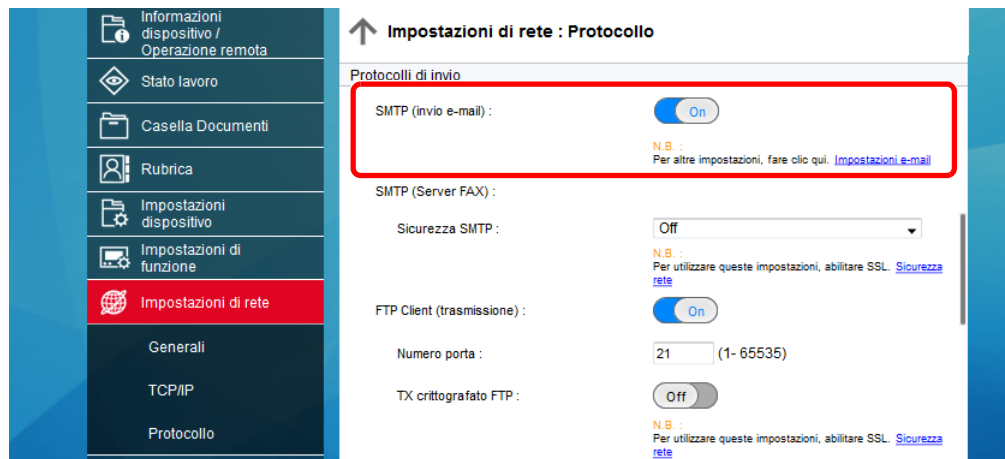 Informazioni
dispositivo /
Operazione remota
Stato lavoro
Casella Documenti
Rubrica
Impostazioni
dispositivo
Impostazioni di
funzione
Impostazioni di rete
Generali
TCP/IP
Protocollo
Impostazioni di rete : Protocollo
Protocolli di invio
SMTP (invio e-mail) :
On
N.B. :
Per altre impostazioni, fare clic qui. Impostazioni e-mail
SMTP (Server FAX) :
Sicurezza SMTP :
Off
N.B. :
Per utilizzare queste impostazioni, abilitare SSL. Sicurezza
rete
FTP Client (trasmissione) :
On
Numero porta :
21 (1- 65535)
TX crittografato FTP :
Off
N.B. :
Per utilizzare queste impostazioni, abilitare SSL. Sicurezza
rete